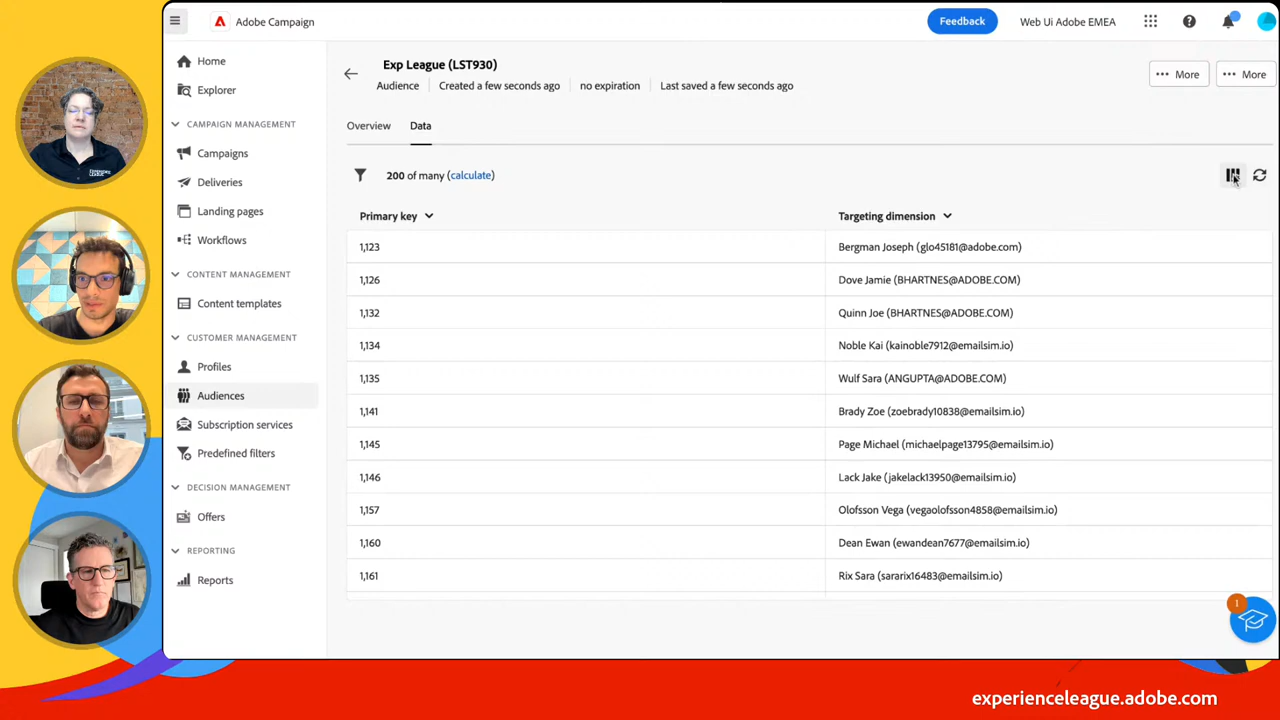 Adobe Campaign
Feedback
Web Ui Adobe EMEA
Home
Explorer
CAMPAIGN MANAGEMENT
Campaigns
Deliveries
Landing pages
Workflows
CONTENT MANAGEMENT
Content templates
CUSTOMER MANAGEMENT
Profiles
Audiences
Subscription services
Predefined filters
DECISION MANAGEMENT
Offers
REPORTING
Reports
Exp League (LST930)
Audience Created a few seconds ago no expiration Last saved a few seconds ago
More More
Overview Data
200 of many (calculate)
Primary key Targeting dimension
1,123 Bergman Joseph (glo45181@adobe.com)
1,126 Dove Jamie (BHARTNES@ADOBE.COM)
1,132 Quinn Joe (BHARTNES@ADOBE.COM)
1,134 Noble Kai (kainoble7912@emailsim.io)
1,135 Wulf Sara (ANGUPTA@ADOBE.COM)
1,141 Brady Zoe (zoebrady10838@emailsim.io)
1,145 Page Michael (michaelpage13795@emailsim.io)
1,146 Lack Jake (jakelack13950@emailsim.io)
1,157 Olofsson Vega (vegaolofsson4858@emailsim.io)
1,160 Dean Ewan (ewandean7677@emailsim.io)
1,161 Rix Sara (sararix16483@emailsim.io)
1
experienceleague.adobe.com